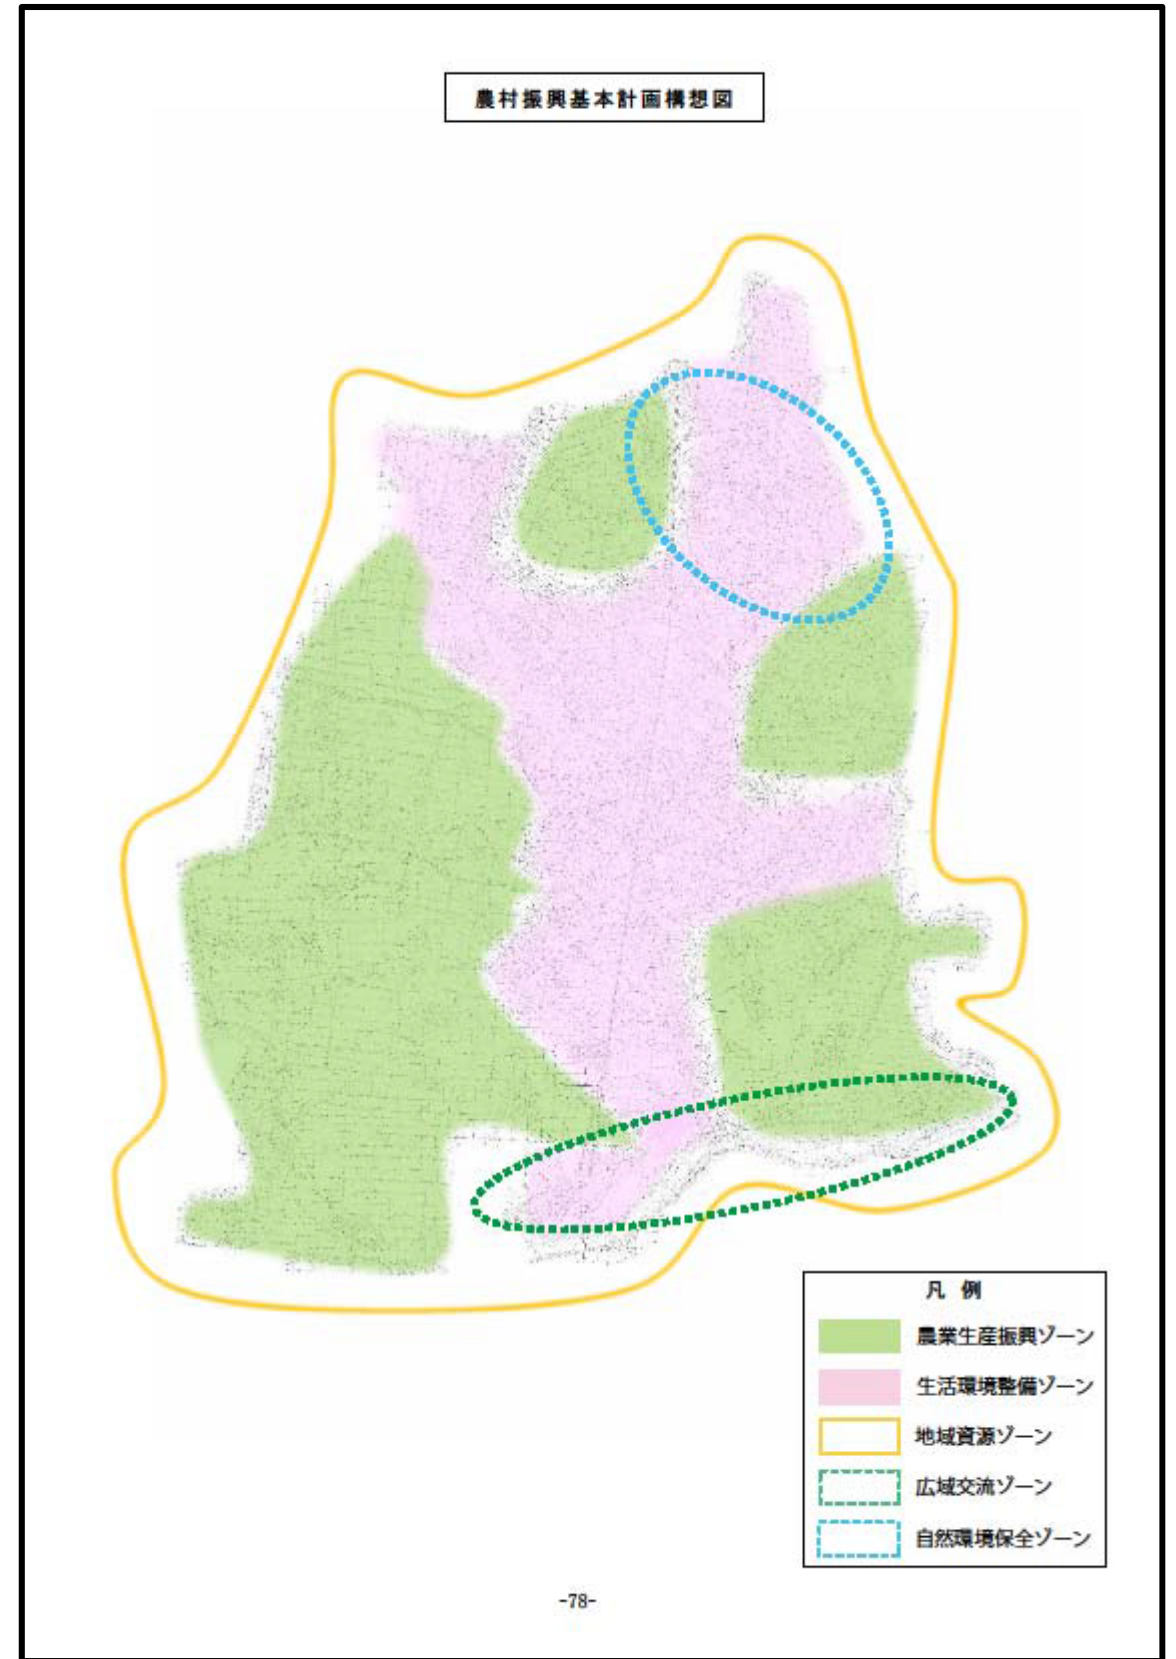 農村振興基本計画構想図
凡 例
農業生産振興ゾーン
生活環境整備ゾーン
地域資源ゾーン
広域交流ゾーン
自然環境保全ゾーン
-78-